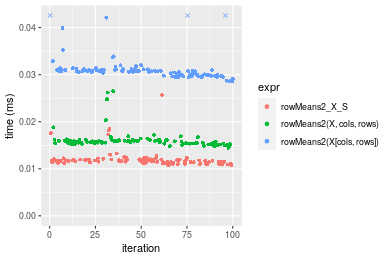 0.04
0.03
0.02
0.01
0.00
time (ms)
0
25
50
75
100
iteration
expr
rowMeans2_X_S
rowMeans2(X, cols, rows)
rowMeans2(X[cols, rows])